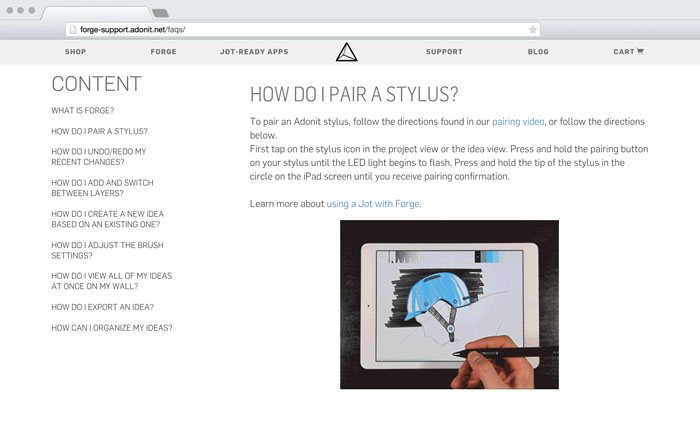 forge-support.adonit.net/faqs/
SHOP FORGE JOT-READY APPS SUPPORT BLOG CART
CONTENT
WHAT IS FORGE?
HOW DO I PAIR A STYLUS?
HOW DO I UNDO/REDO MY
RECENT CHANGES?
HOW DO I ADD AND SWITCH
BETWEEN LAYERS?
HOW DO I CREATE A NEW IDEA
BASED ON AN EXISTING ONE?
HOW DO I ADJUST THE BRUSH
SETTINGS?
HOW DO I VIEW ALL OF MY IDEAS
AT ONCE ON MY WALL?
HOW DO I EXPORT AN IDEA?
HOW CAN I ORGANIZE MY IDEAS?
HOW DO I PAIR A STYLUS?
To pair an Adonit stylus, follow the directions found in our pairing video, or follow the directions
below.
First tap on the stylus icon in the project view or the idea view. Press and hold the pairing button
on your stylus until the LED light begins to flash. Press and hold the tip of the stylus in the
circle on the iPad screen until you receive pairing confirmation.
Learn more about using a Jot with Forge.